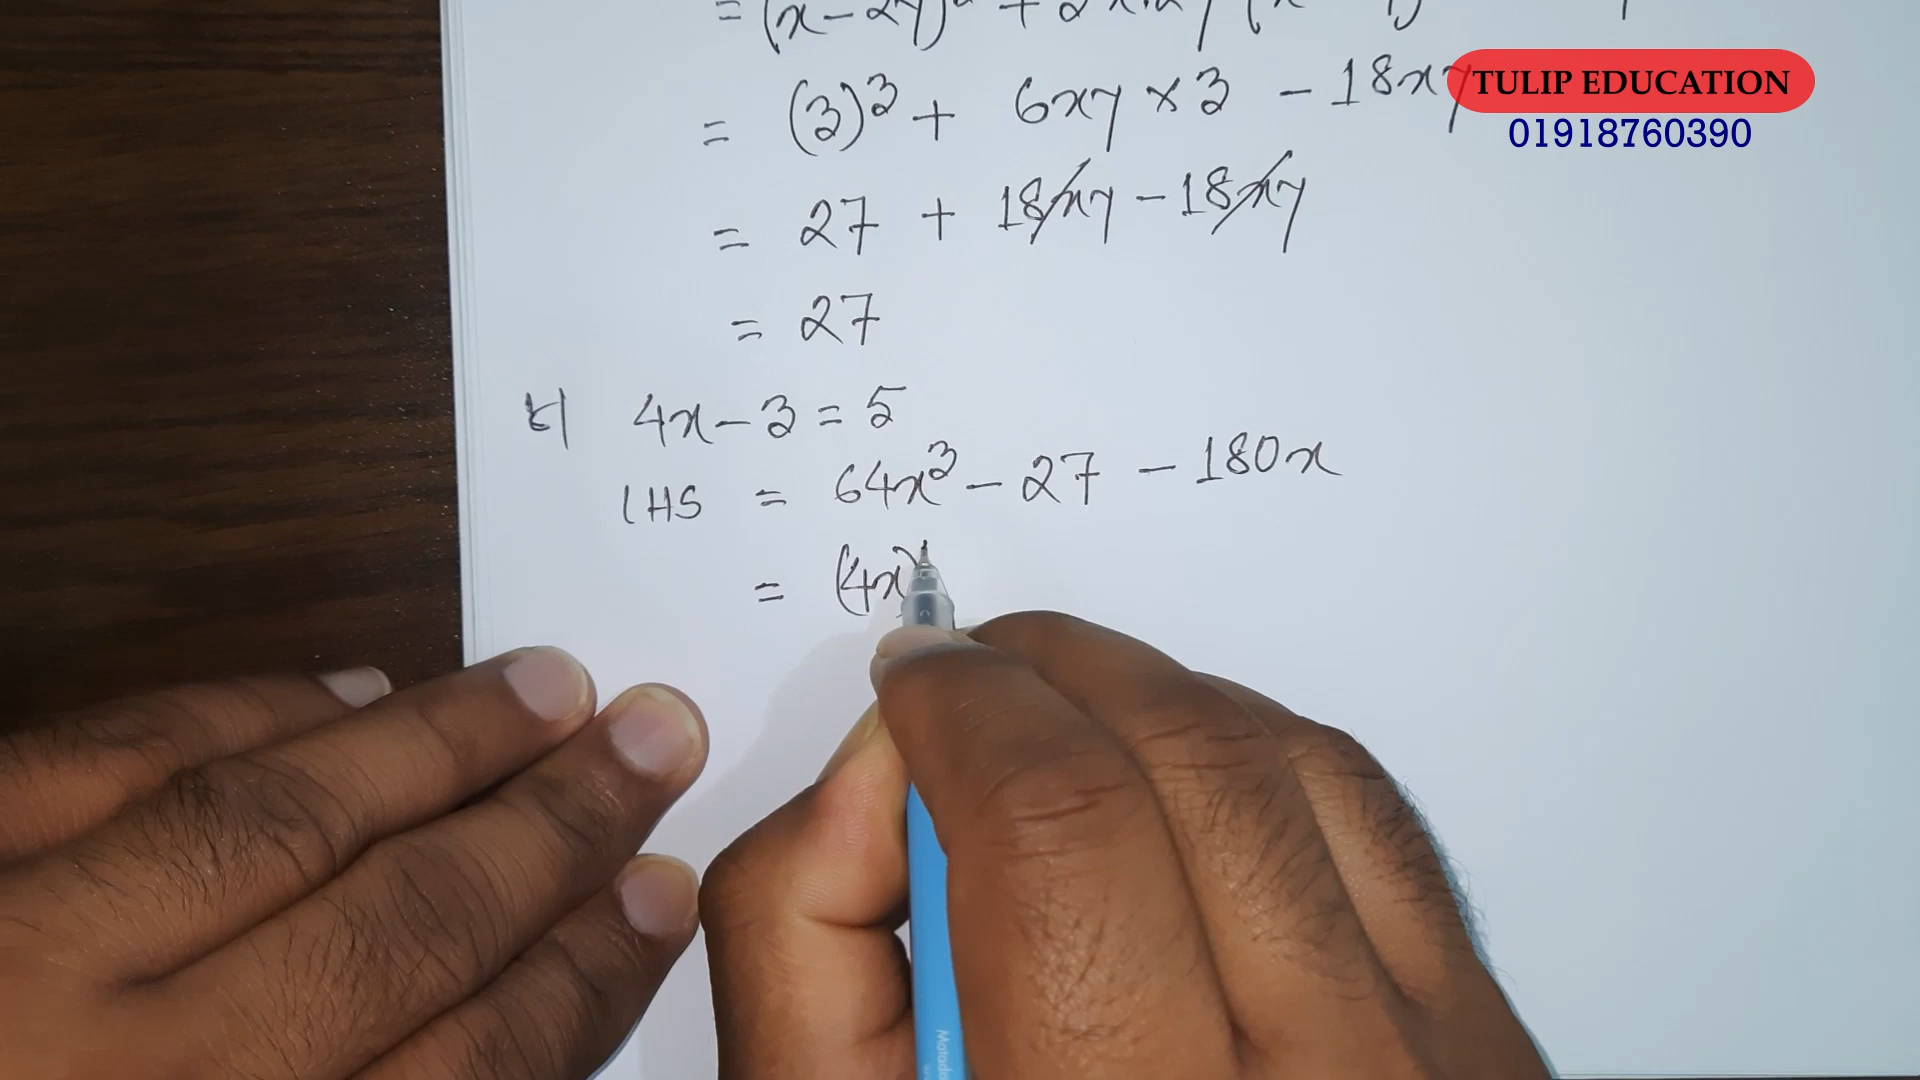 = (3)³ + 6xy × 3 - 18xy
TULIP EDUCATION
01918760390
= 27 + 18xy - 18xy
= 27
4x - 3 = 5
LHS = 64x³ - 27 - 180x
= (4x)